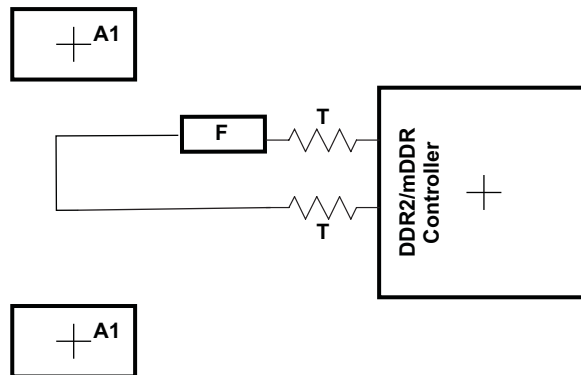 A1
T
F
DDR2/mDDR
Controller
T
A1